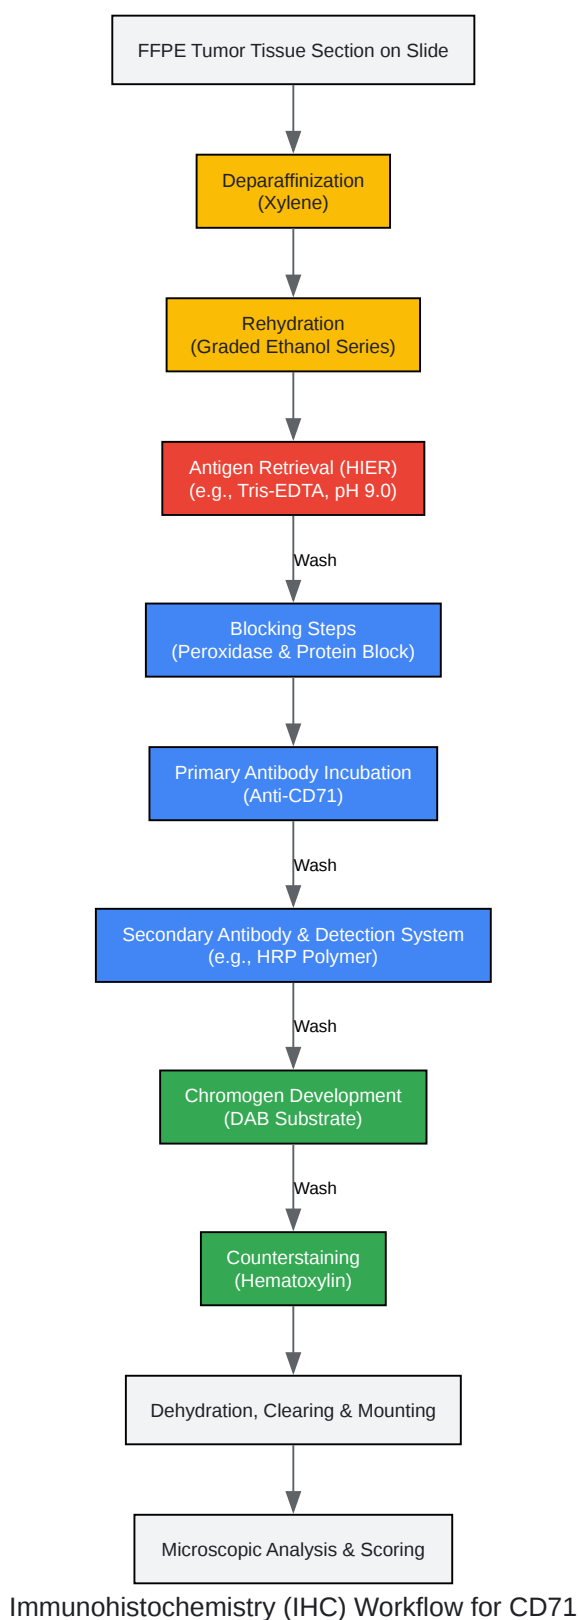 FFPE Tumor Tissue Section on Slide
Deparaffinization
(Xylene)
Rehydration
(Graded Ethanol Series)
Antigen Retrieval (HIER)
(e.g., Tris-EDTA, pH 9.0)
Wash
Blocking Steps
(Peroxidase & Protein Block)
Primary Antibody Incubation
(Anti-CD71)
Wash
Secondary Antibody & Detection System
(e.g., HRP Polymer)
Wash
Chromogen Development
(DAB Substrate)
Wash
Counterstaining
(Hematoxylin)
Dehydration, Clearing & Mounting
Microscopic Analysis & Scoring
Immunohistochemistry (IHC) Workflow for CD71